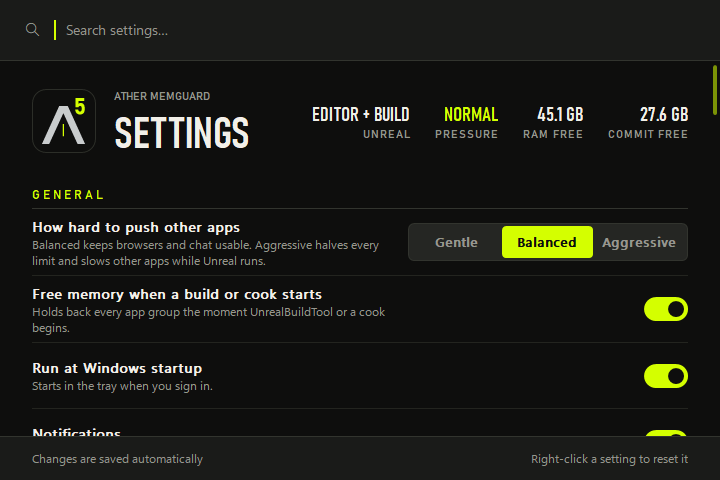 Search settings...
5
ATHER MEMGUARD
SETTINGS
EDITOR + BUILD
UNREAL
NORMAL
PRESSURE
45.1 GB
RAM FREE
27.6 GB
COMMIT FREE
GENERAL
How hard to push other apps
Balanced keeps browsers and chat usable. Aggressive halves every
limit and slows other apps while Unreal runs.
Gentle
Balanced
Aggressive
Free memory when a build or cook starts
Holds back every app group the moment UnrealBuildTool or a cook
begins.
Run at Windows startup
Starts in the tray when you sign in.
Notifications
Changes are saved automatically
Right-click a setting to reset it